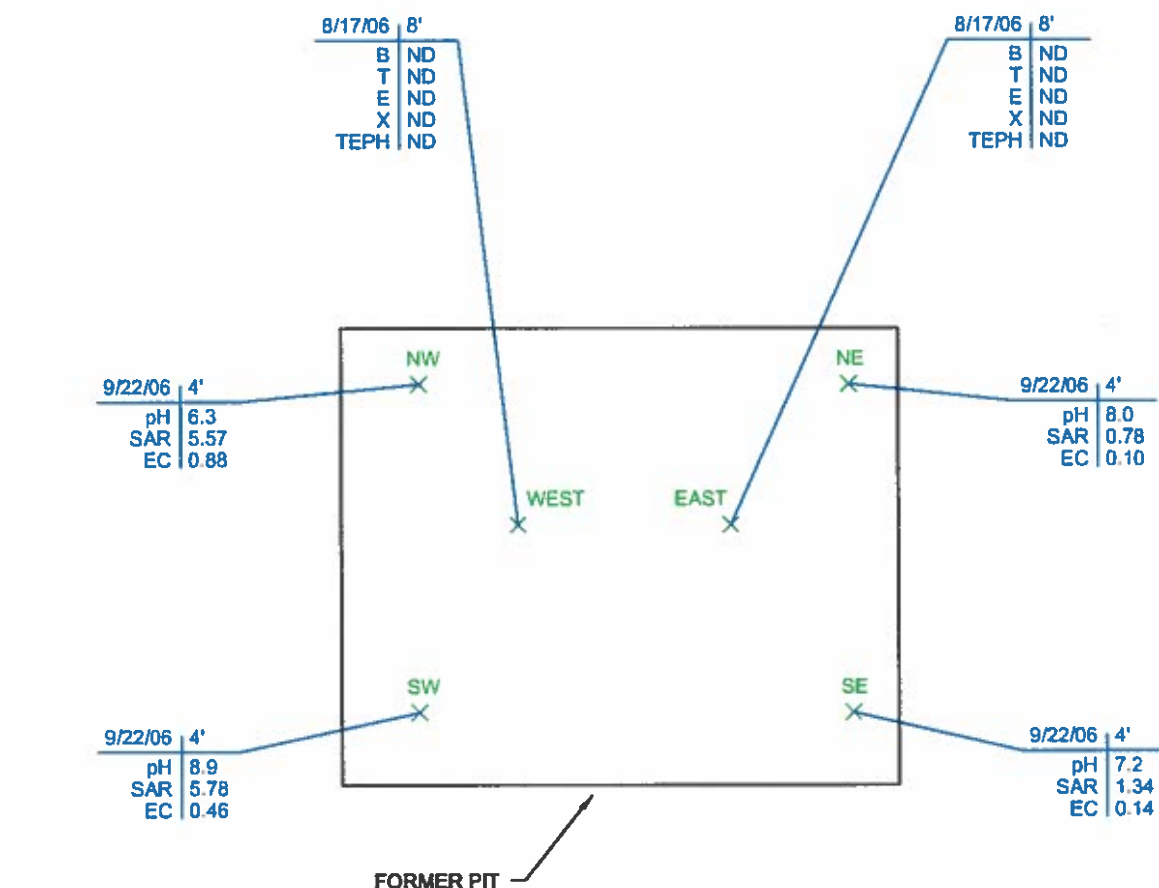 8/17/06 8'
B ND
T ND
E ND
X ND
TEPH ND
8/17/06 8'
B ND
T ND
E ND
X ND
TEPH ND
NW
NE
9/22/06 4'
pH 6.3
SAR 5.57
EC 0.88
9/22/06 4'
pH 8.0
SAR 0.78
EC 0.10
WEST
EAST
SW
SE
9/22/06 4'
pH 8.9
SAR 5.78
EC 0.46
9/22/06 4'
pH 7.2
SAR 1.34
EC 0.14
FORMER PIT